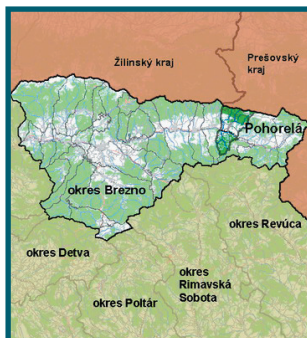 Žilinský kraj
Prešovský
kraj
Pohorelá
okres Brezno
okres Revúca
okres Detva
okres
Rimavská
Sobota
okres Poltár